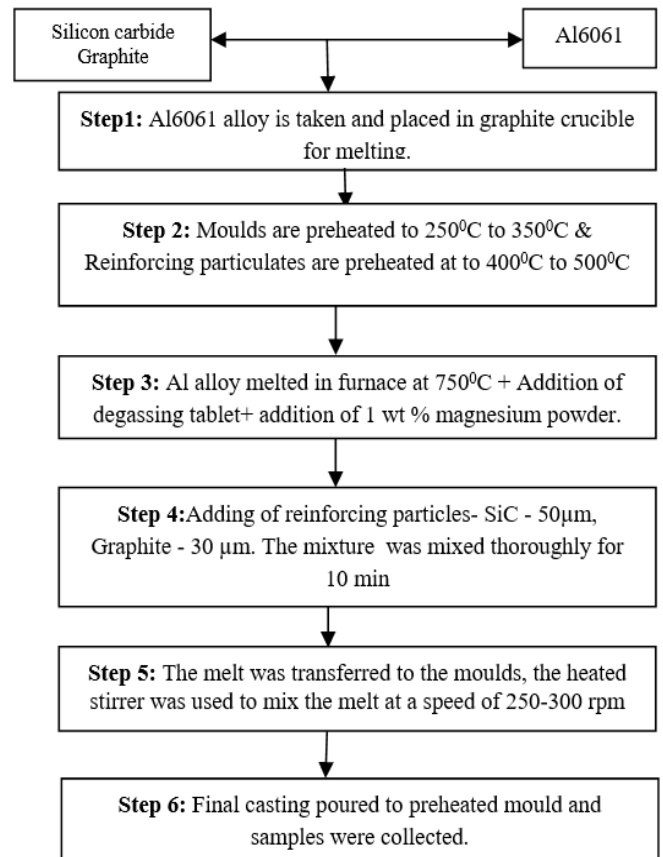 Silicon carbide
Graphite
Al6061
Step1: Al6061 alloy is taken and placed in graphite crucible
for melting.
Step 2: Moulds are preheated to 250⁰C to 350⁰C &
Reinforcing particulates are preheated at to 400⁰C to 500⁰C
Step 3: Al alloy melted in furnace at 750⁰C + Addition of
degassing tablet+ addition of 1 wt % magnesium powder.
Step 4:Adding of reinforcing particles- SiC - 50µm,
Graphite - 30 µm. The mixture was mixed thoroughly for
10 min
Step 5: The melt was transferred to the moulds, the heated
stirrer was used to mix the melt at a speed of 250-300 rpm
Step 6: Final casting poured to preheated mould and
samples were collected.